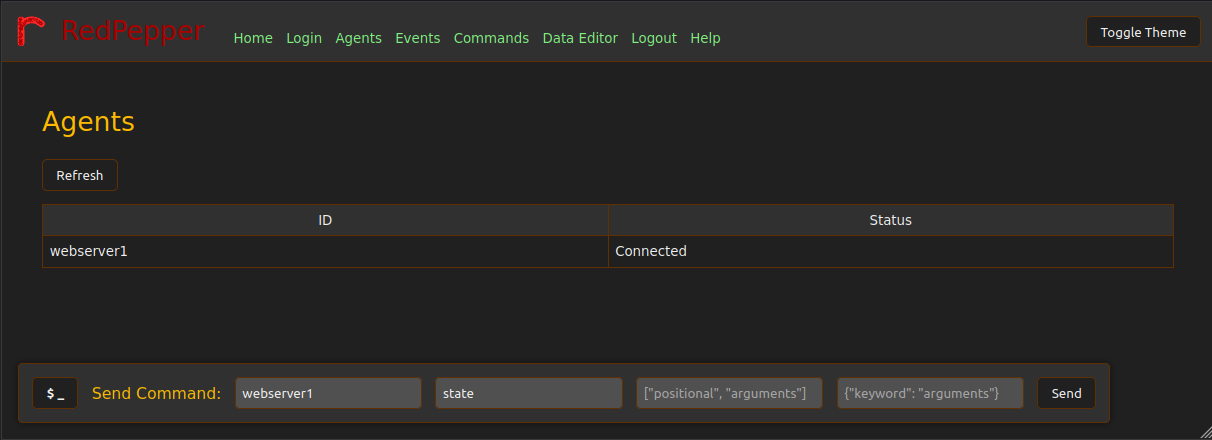 RedPepper Home Login Agents Events Commands Data Editor Logout Help Toggle Theme
Agents
Refresh
ID Status
webserver1 Connected
$_ Send Command: webserver1 state ["positional", "arguments"] {"keyword": "arguments"} Send